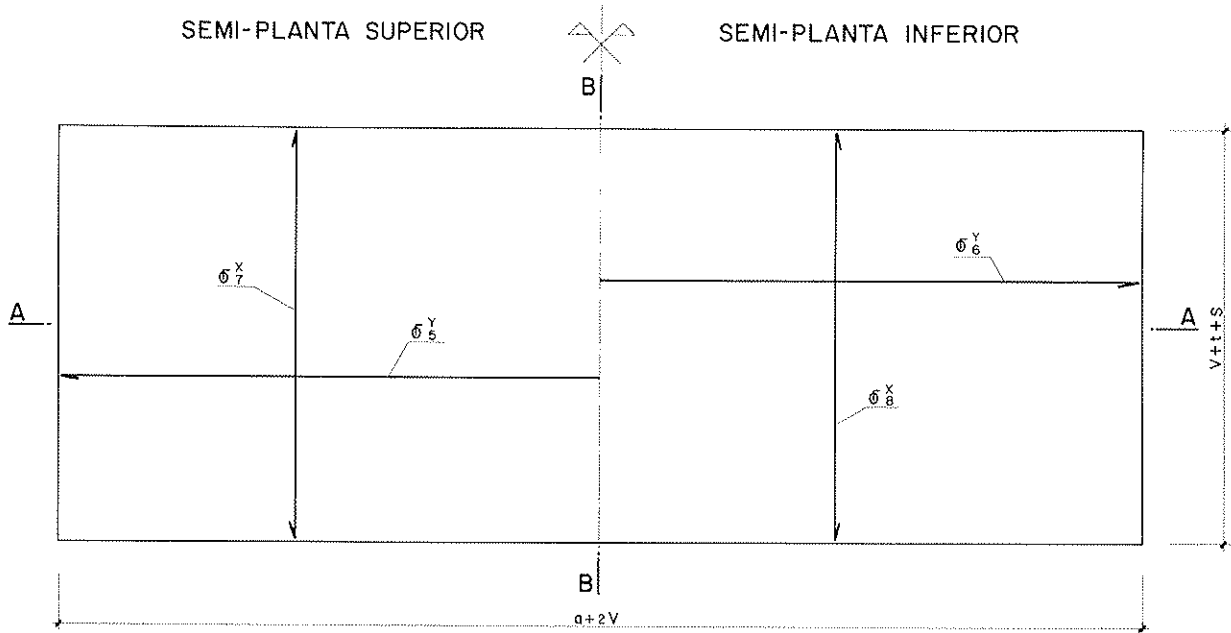 SEMI-PLANTA SUPERIOR
SEMI-PLANTA INFERIOR
B
σ 6 Y
σ 7 X
A
A
σ 5 Y
V+t+S
σ 8 X
B
a+2V